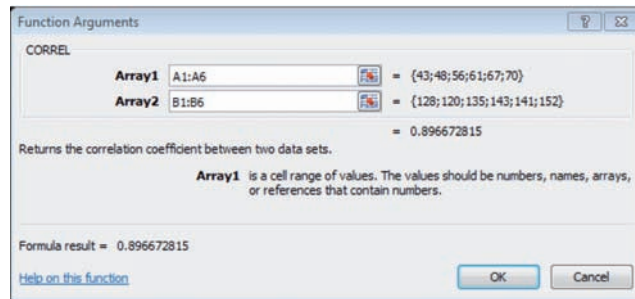 Function Arguments
CORREL
Array1 A1:A6 = {43;48;56;61;67;70}
Array2 B1:B6 = {128;120;135;143;141;152}
= 0.896672815
Returns the correlation coefficient between two data sets.
Array1 is a cell range of values. The values should be numbers, names, arrays,
or references that contain numbers.
Formula result = 0.896672815
Help on this function OK Cancel